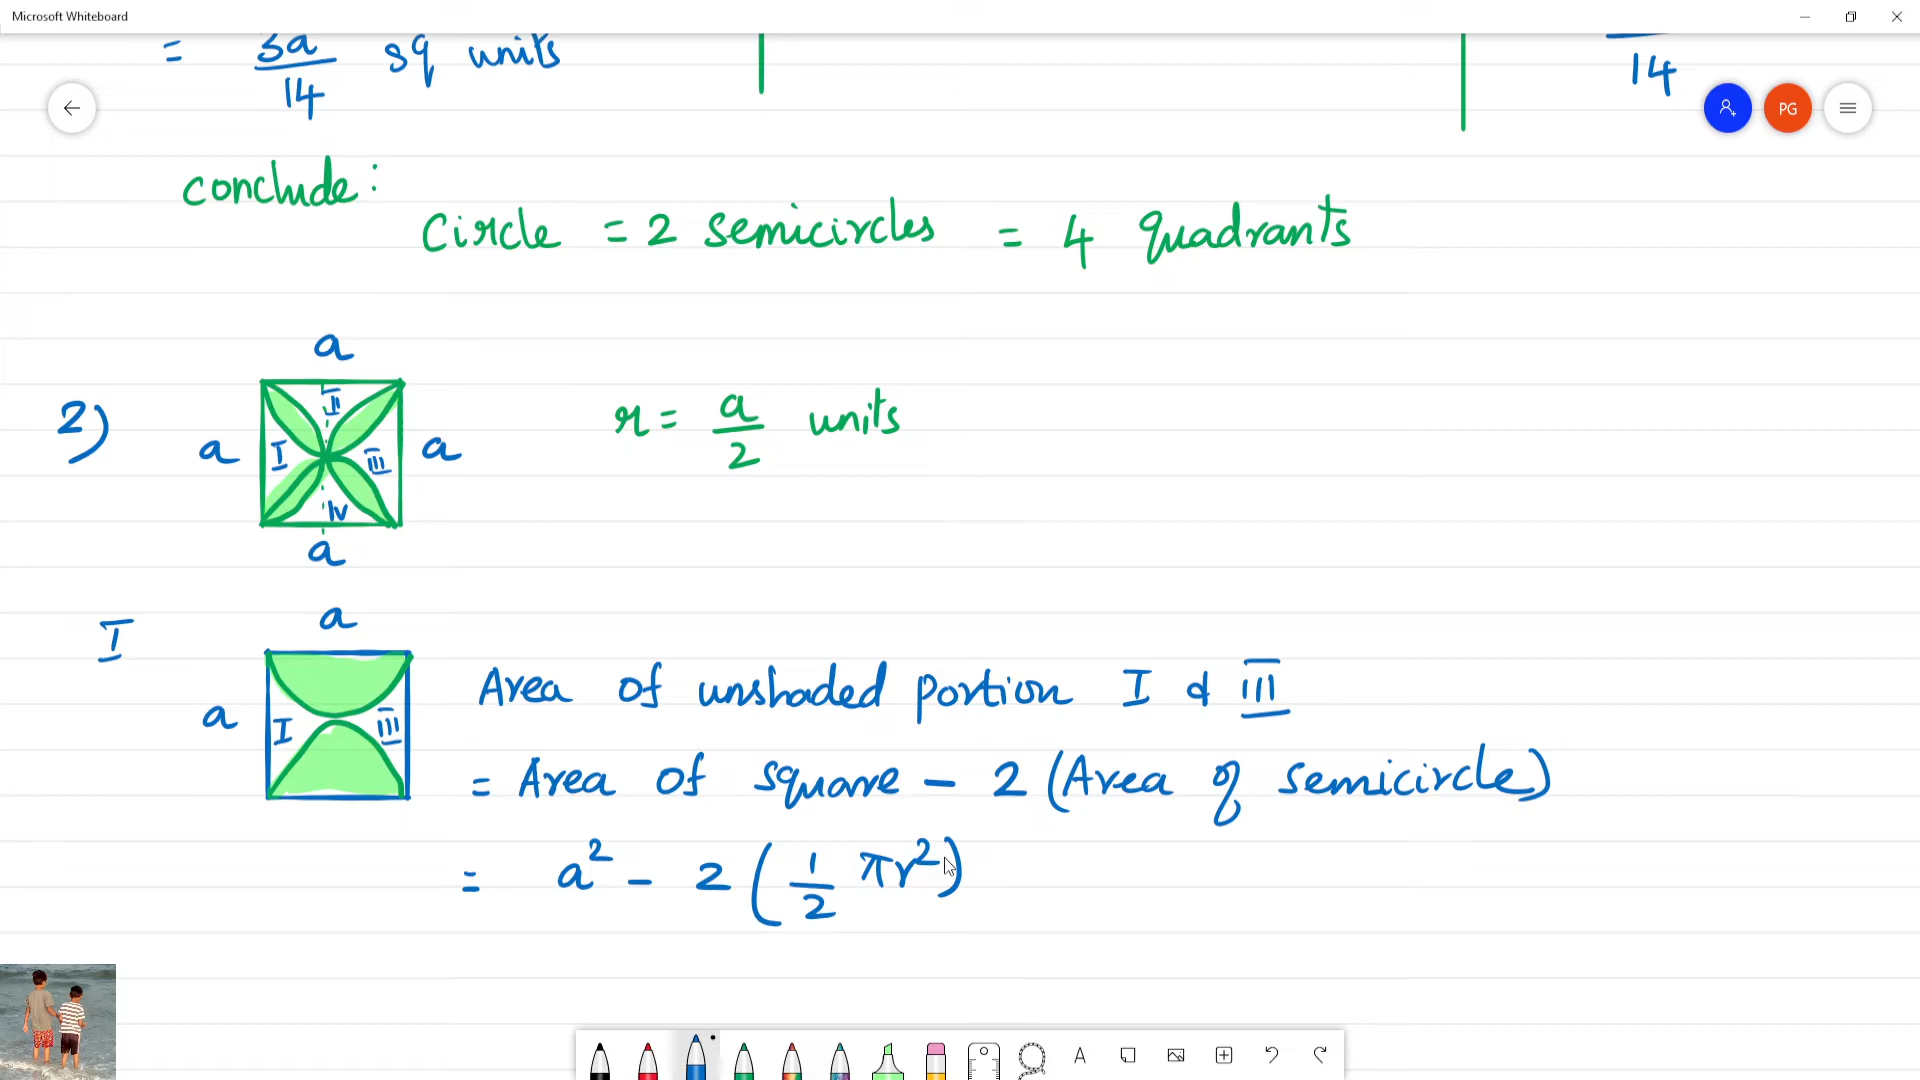 Microsoft Whiteboard
= 3a/14 sq units
14
PG
conclude:
Circle = 2 semicircles = 4 quadrants
a
2) a I II III IV a r = a/2 units
a
a
I
a I III Area of unshaded portion I & III
= Area of square - 2 (Area of semicircle)
= a² - 2 (1/2 πr²)
A